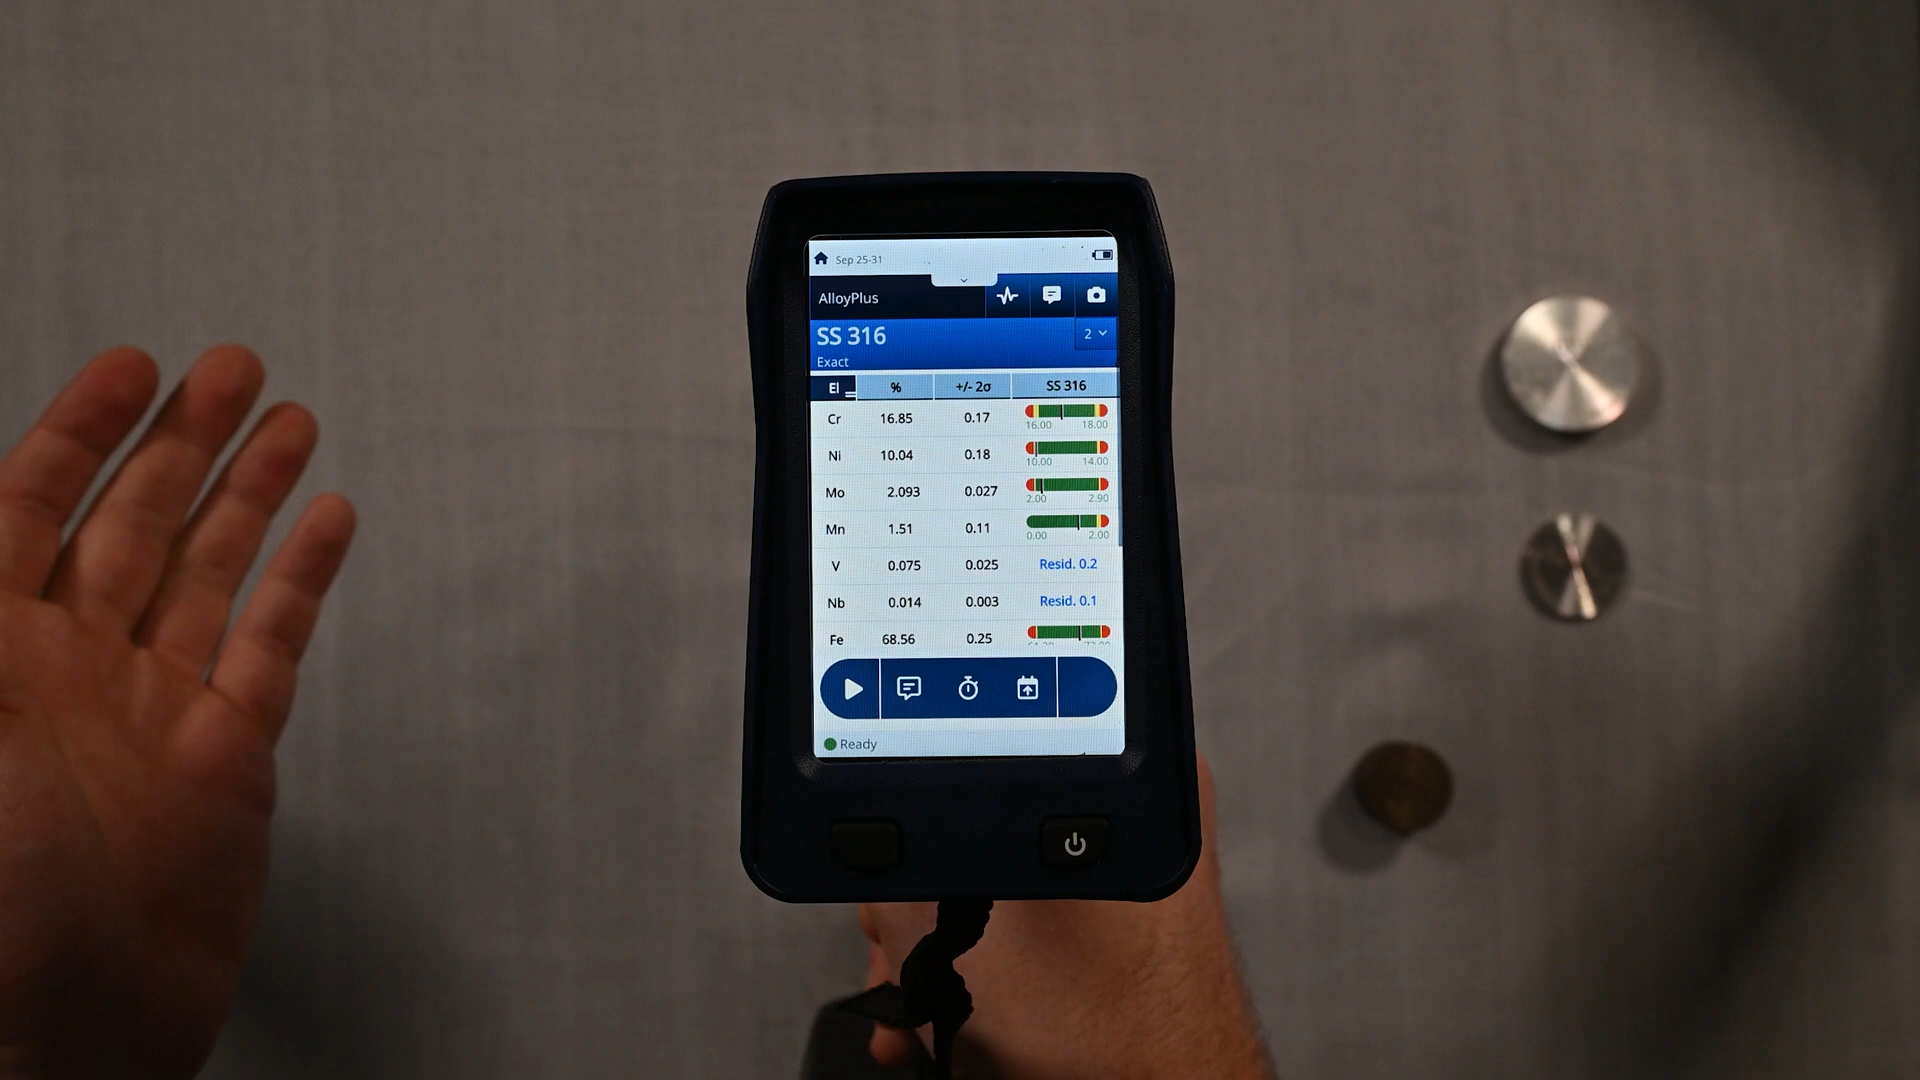 Sep 25-31
AlloyPlus
SS 316
2
Exact
El % +/- 2σ SS 316
Cr 16.85 0.17
16.00 18.00
Ni 10.04 0.18
10.00 14.00
Mo 2.093 0.027
2.00 2.90
Mn 1.51 0.11
0.00 2.00
V 0.075 0.025 Resid. 0.2
Nb 0.014 0.003 Resid. 0.1
Fe 68.56 0.25
Ready